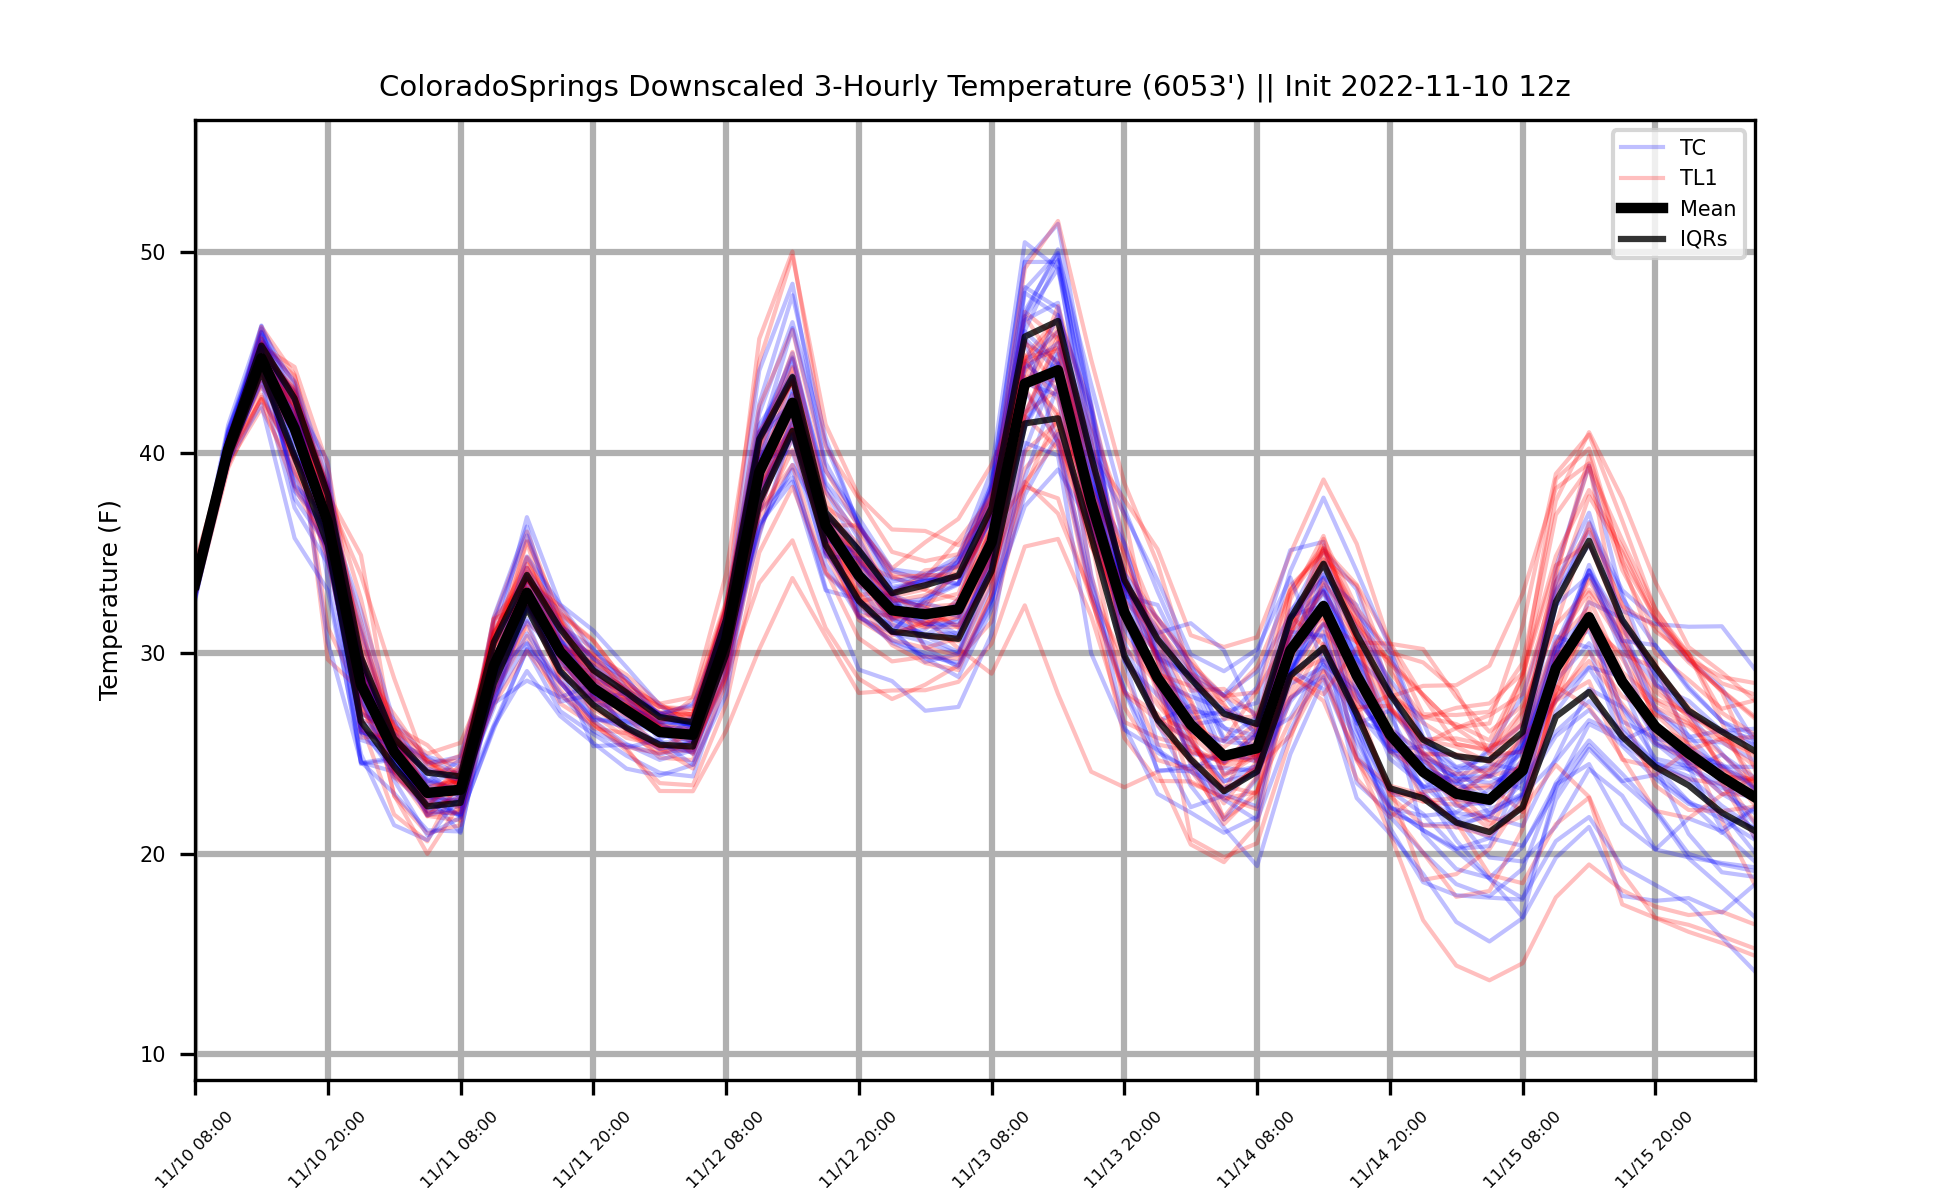 ColoradoSprings Downscaled 3-Hourly Temperature (6053') || Init 2022-11-10 12z
TC
TL1
Mean
IQRs
Temperature (F)
50
40
30
20
10
11/10 08:00
11/10 20:00
11/11 08:00
11/11 20:00
11/12 08:00
11/12 20:00
11/13 08:00
11/13 20:00
11/14 08:00
11/14 20:00
11/15 08:00
11/15 20:00